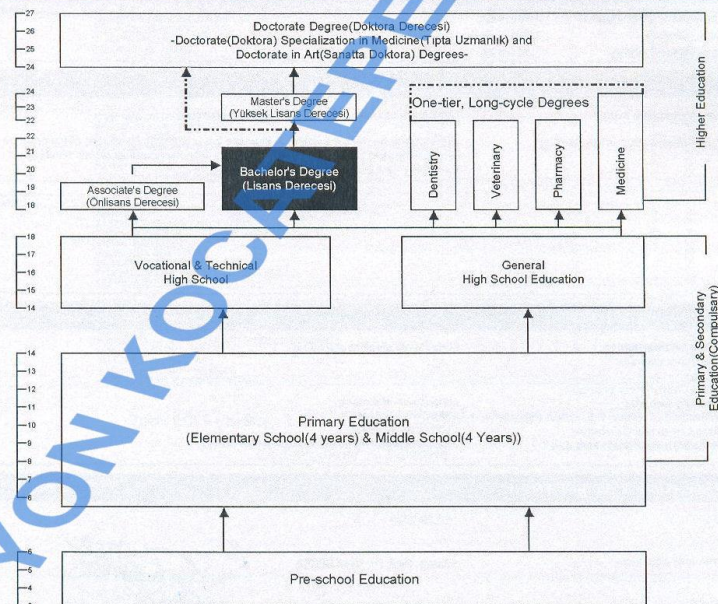 27
26
25
24
Doctorate Degree(Doktora Derecesi)
-Doctorate(Doktora) Specialization in Medicine(Tıpta Uzmanlık) and
Doctorate in Art(Sanatta Doktora) Degrees-
Higher Education
24
23
22
Master's Degree
(Yüksek Lisans Derecesi)
One-tier, Long-cycle Degrees
22
21
20
19
18
Bachelor's Degree
(Lisans Derecesi)
Associate's Degree
(Önlisans Derecesi)
Dentistry
Veterinary
Pharmacy
Medicine
18
17
16
15
14
Vocational & Technical
High School
General
High School Education
Primary & Secondary
Education(Compulsary)
14
13
12
11
10
9
8
7
6
Primary Education
(Elementary School(4 years) & Middle School(4 Years))
6
5
4
Pre-school Education
YON KOCATEPE